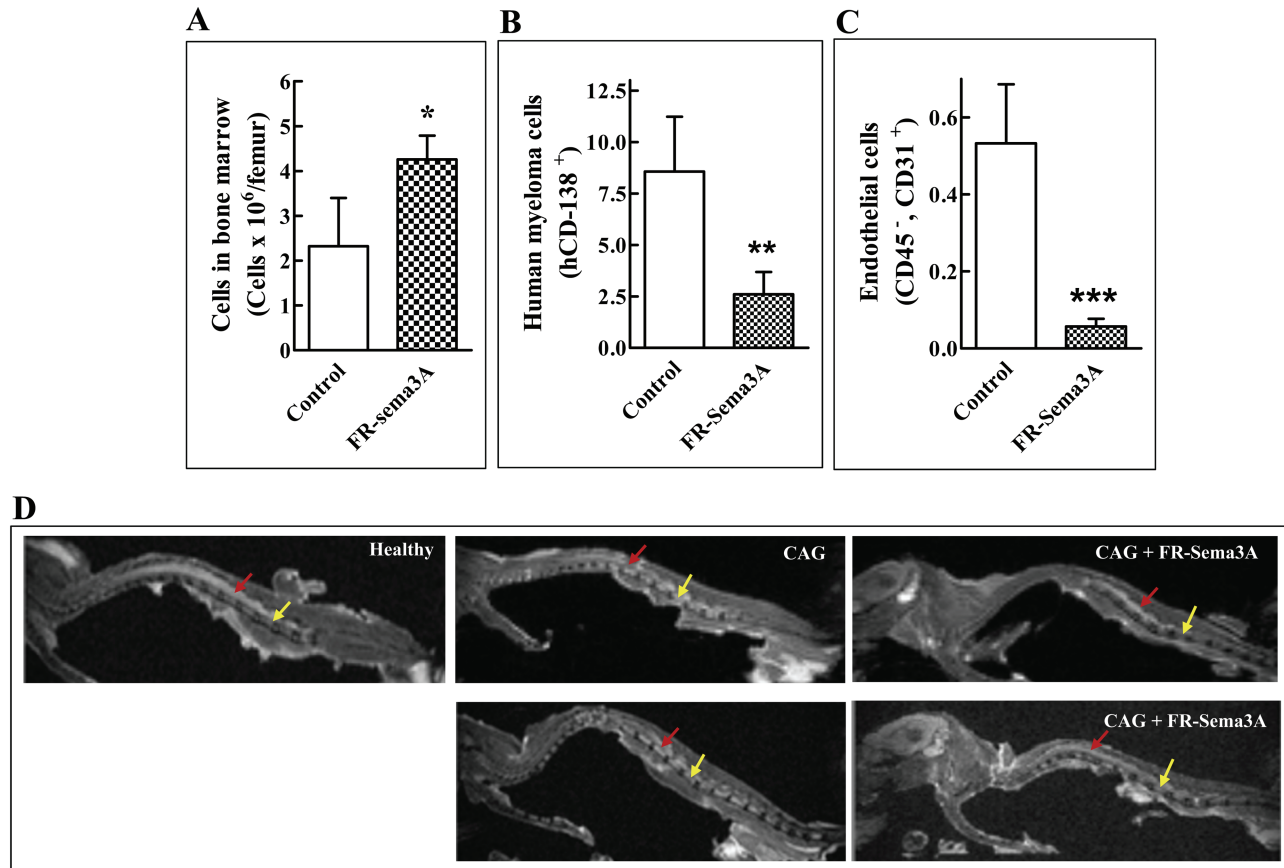 A
Cells in bone marrow
(Cells x 10⁶/femur)
6
5
4
3
2
1
0
*
Control
FR-sema3A
B
Human myeloma cells
(hCD-138 ⁺)
12.5
10.0
7.5
5.0
2.5
0.0
**
Control
FR-Sema3A
C
Endothelial cells
(CD45 ⁻, CD31 ⁺)
0.6
0.4
0.2
0.0
***
Control
FR-Sema3A
D
Healthy
CAG
CAG + FR-Sema3A
CAG + FR-Sema3A